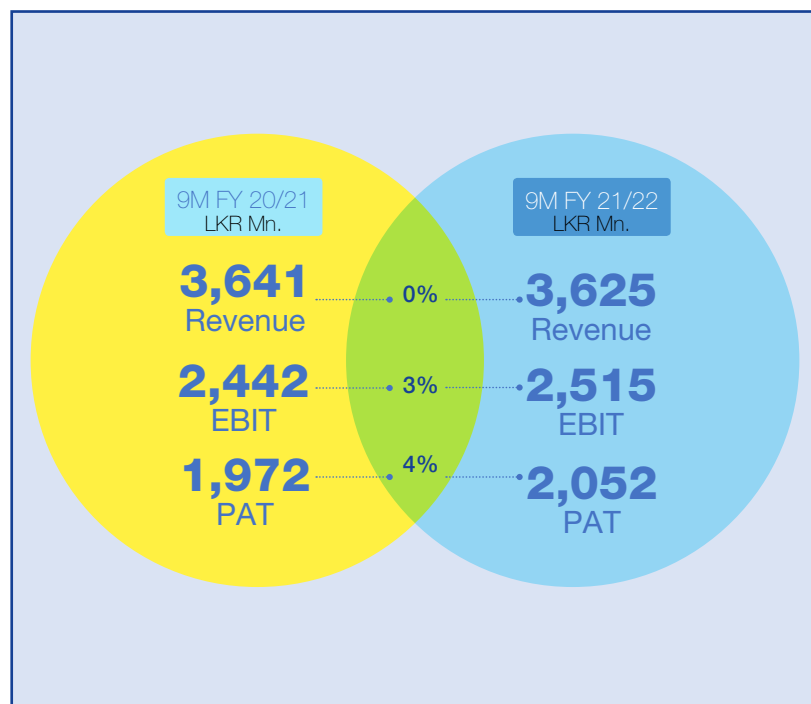 9M FY 20/21
LKR Mn.
3,641
Revenue
2,442
EBIT
1,972
PAT
0%
3%
4%
9M FY 21/22
LKR Mn.
3,625
Revenue
2,515
EBIT
2,052
PAT